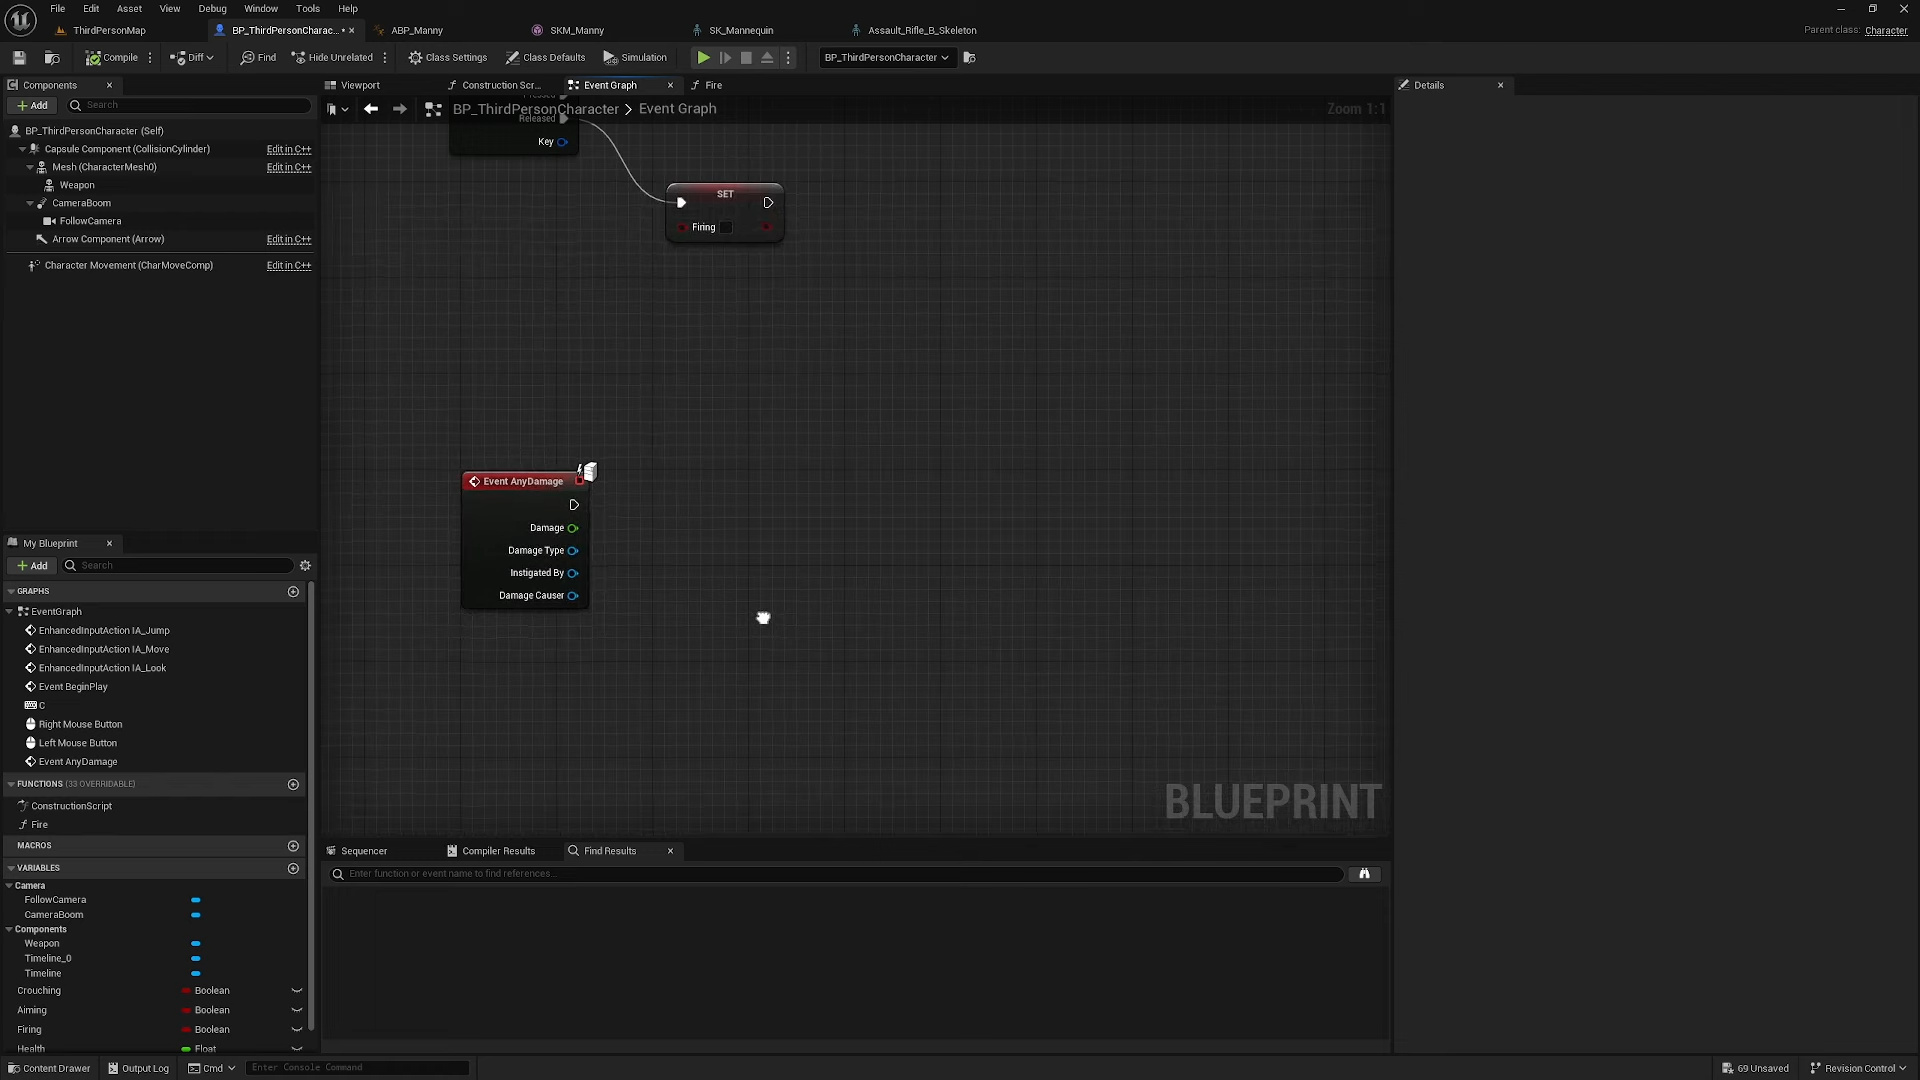 File Edit Asset View Debug Window Tools Help
ThirdPersonMap BP_ThirdPersonCharac... ABP_Manny SKM_Manny SK_Mannequin Assault_Rifle_B_Skeleton Parent class: Character
Compile Diff Find Hide Unrelated Class Settings Class Defaults Simulation BP_ThirdPersonCharacter
Components Viewport Construction Scr... Event Graph Fire Details
+ Add Search
BP_ThirdPersonCharacter > Event Graph Zoom 1:1
BP_ThirdPersonCharacter (Self)
Capsule Component (CollisionCylinder) Edit in C++
Mesh (CharacterMesh0) Edit in C++
Weapon
CameraBoom
FollowCamera
Arrow Component (Arrow) Edit in C++
Character Movement (CharMoveComp) Edit in C++
Pressed
Released
Key
SET
Firing
Event AnyDamage
Damage
Damage Type
Instigated By
Damage Causer
BLUEPRINT
My Blueprint
+ Add Search
GRAPHS
EventGraph
EnhancedInputAction IA_Jump
EnhancedInputAction IA_Move
EnhancedInputAction IA_Look
Event BeginPlay
C
Right Mouse Button
Left Mouse Button
Event AnyDamage
FUNCTIONS (33 OVERRIDABLE)
ConstructionScript
Fire
MACROS
VARIABLES
Camera
FollowCamera
CameraBoom
Components
Weapon
Timeline_0
Timeline
Crouching Boolean
Aiming Boolean
Firing Boolean
Health Float
Sequencer Compiler Results Find Results
Enter function or event name to find references...
Content Drawer Output Log Cmd Enter Console Command 69 Unsaved Revision Control